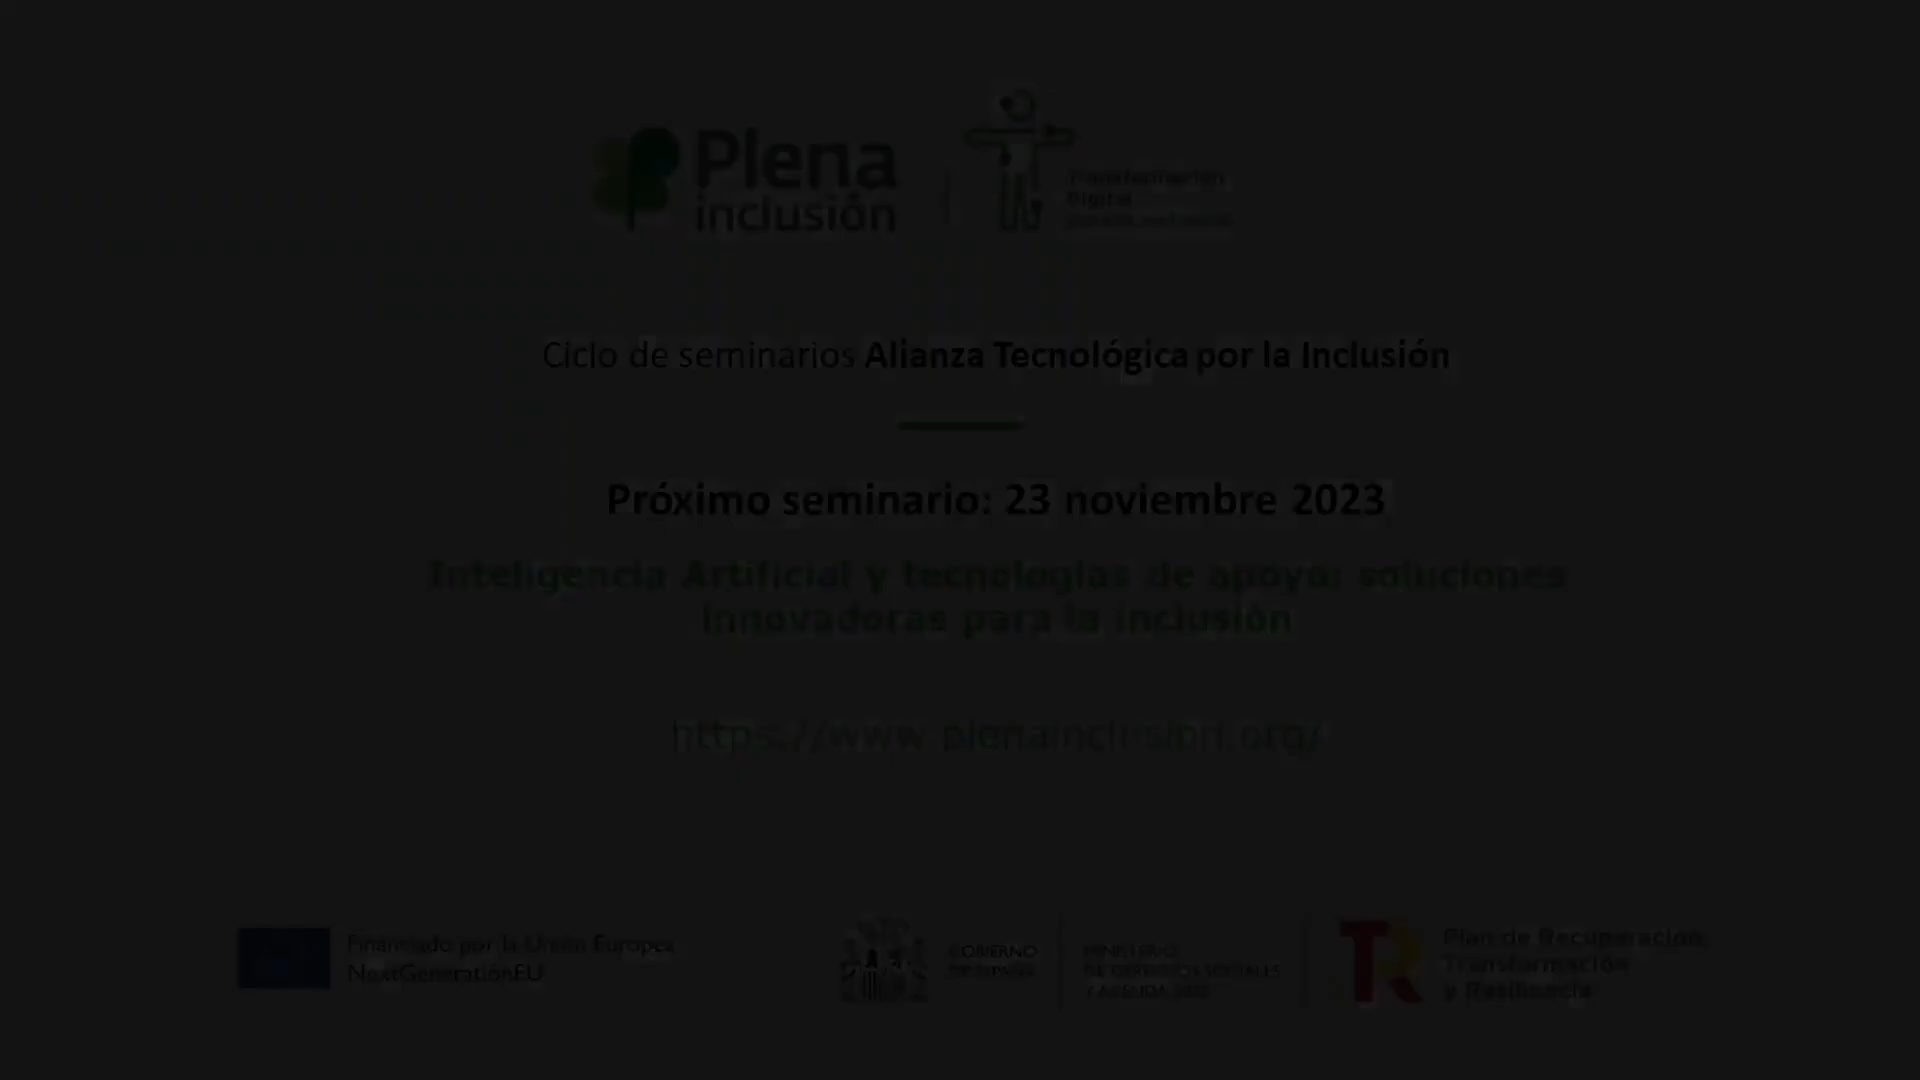 Plena
inclusión
Transformación
Digital
Ciclo de seminarios Alianza Tecnológica por la Inclusión
Próximo seminario: 23 noviembre 2023
Inteligencia Artificial y tecnologías de apoyo: soluciones
innovadoras para la inclusión
https://www.plenainclusion.org/
Financiado por la Unión Europea
NextGenerationEU
GOBIERNO
DE ESPAÑA
MINISTERIO
DE DERECHOS SOCIALES
Y AGENDA 2030
Plan de Recuperación,
Transformación
y Resiliencia